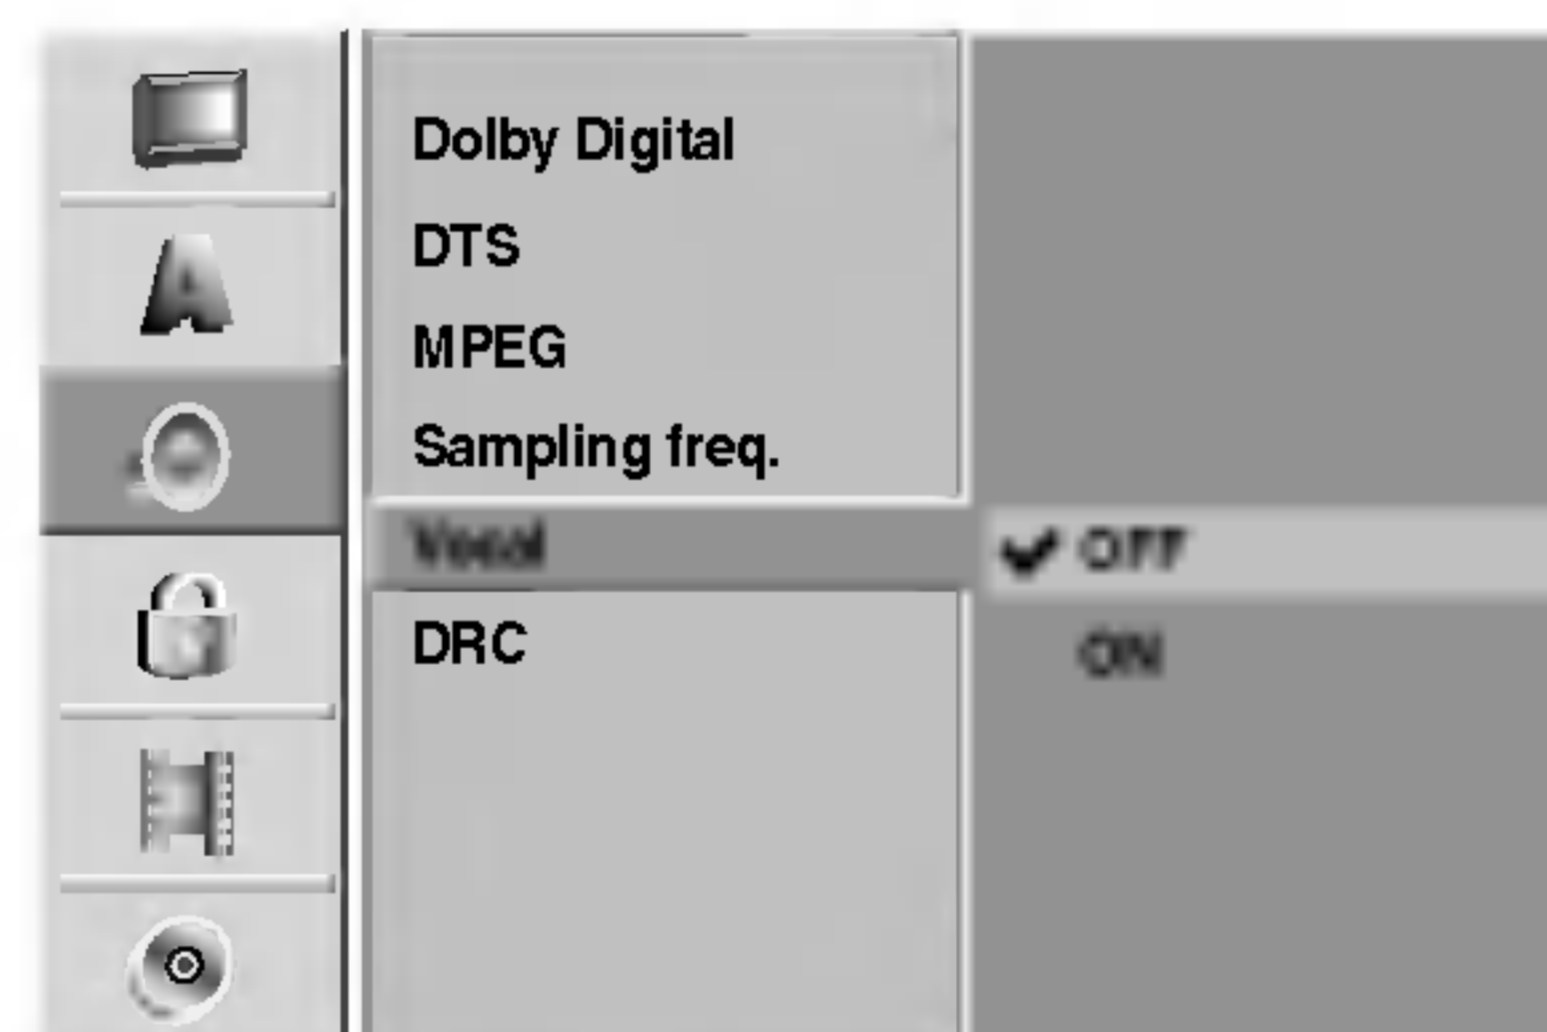 Dolby Digital
DTS
MPEG
Sampling freq.
Vocal
OFF
DRC
ON